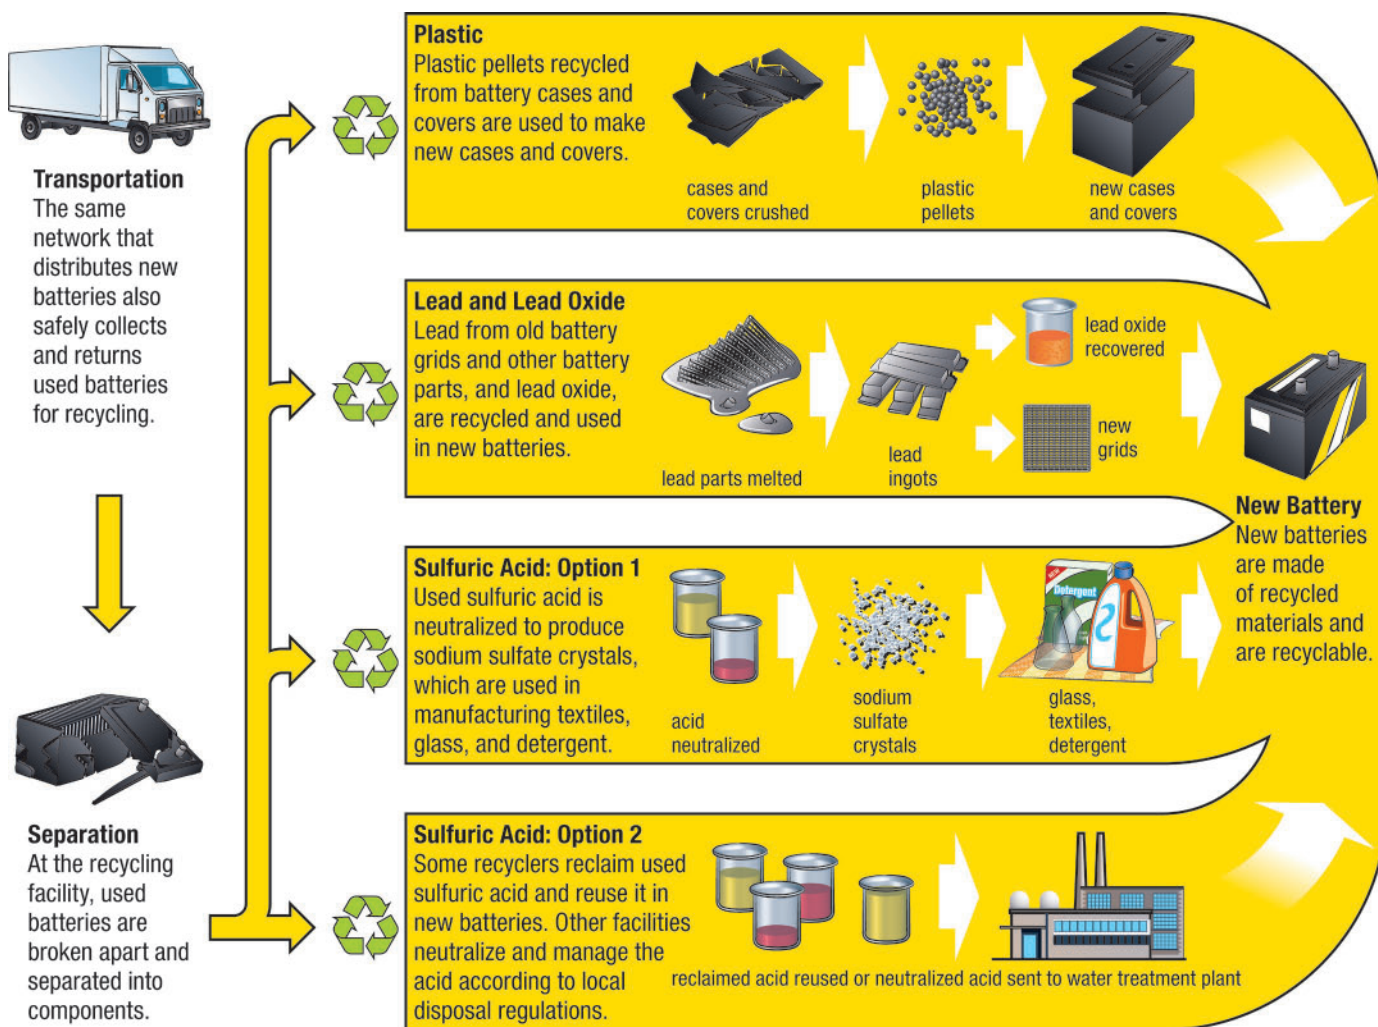 Transportation
The same
network that
distributes new
batteries also
safely collects
and returns
used batteries
for recycling.
Separation
At the recycling
facility, used
batteries are
broken apart and
separated into
components.
Plastic
Plastic pellets recycled
from battery cases and
covers are used to make
new cases and covers.
cases and
covers crushed
plastic
pellets
new cases
and covers
Lead and Lead Oxide
Lead from old battery
grids and other battery
parts, and lead oxide,
are recycled and used
in new batteries.
lead parts melted
lead
ingots
lead oxide
recovered
new
grids
Sulfuric Acid: Option 1
Used sulfuric acid is
neutralized to produce
sodium sulfate crystals,
which are used in
manufacturing textiles,
glass, and detergent.
acid
neutralized
sodium
sulfate
crystals
NEW
Detergent
glass,
textiles,
detergent
Sulfuric Acid: Option 2
Some recyclers reclaim used
sulfuric acid and reuse it in
new batteries. Other facilities
neutralize and manage the
acid according to local
disposal regulations.
reclaimed acid reused or neutralized acid sent to water treatment plant
New Battery
New batteries
are made
of recycled
materials and
are recyclable.